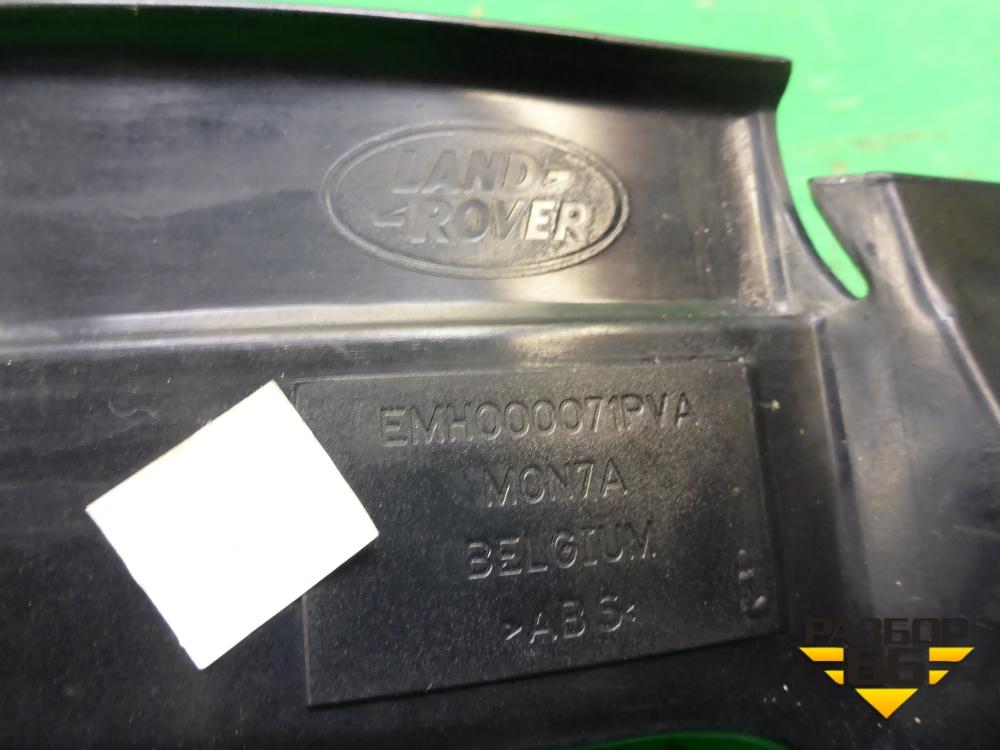 LAND
ROVER
EMH000071PVA
MON7A
BELGIUM
>ABS<
РАЗБОР
66